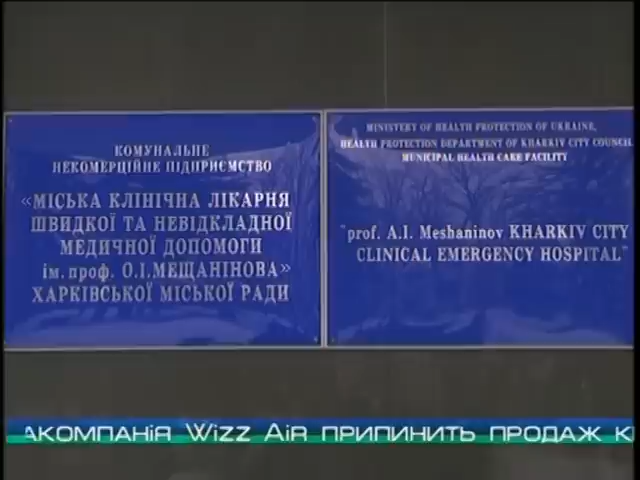 КОМУНАЛЬНЕ
НЕКОМЕРЦІЙНЕ ПІДПРИЄМСТВО
«МІСЬКА КЛІНІЧНА ЛІКАРНЯ
ШВИДКОЇ ТА НЕВІДКЛАДНОЇ
МЕДИЧНОЇ ДОПОМОГИ
ім. проф. О.І.МЕЩАНІНОВА»
ХАРКІВСЬКОЇ МІСЬКОЇ РАДИ
MINISTRY OF HEALTH PROTECTION OF UKRAINE,
HEALTH PROTECTION DEPARTMENT OF KHARKIV CITY COUNCIL
MUNICIPAL HEALTH CARE FACILITY
"prof. A.I. Meshaninov KHARKIV CITY
CLINICAL EMERGENCY HOSPITAL"
АКОМПАНІЯ Wizz Air ПРИПИНИТЬ ПРОДАЖ К